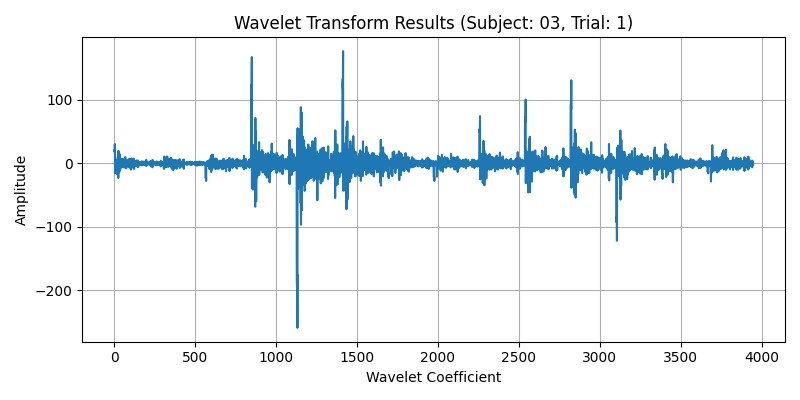 Wavelet Transform Results (Subject: 03, Trial: 1)
Amplitude
100
0
−100
−200
0 500 1000 1500 2000 2500 3000 3500 4000
Wavelet Coefficient